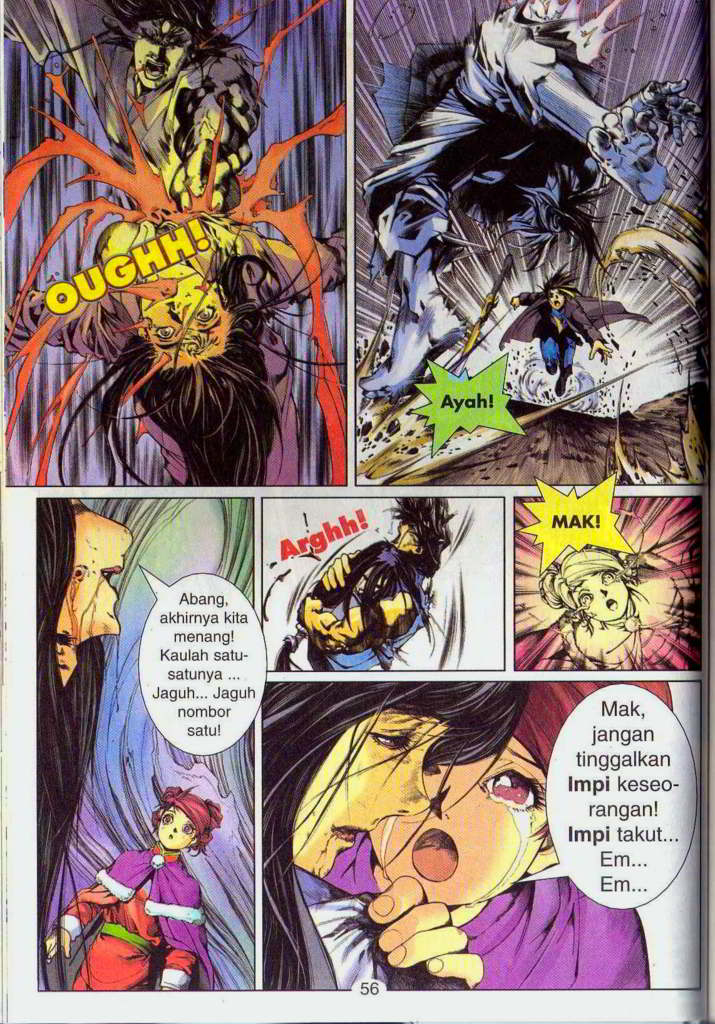 OUGHH!
Ayah!
Abang,
akhirnya kita
menang!
Kaulah satu-
satunya ...
Jaguh... Jaguh
nombor
satu!
Arghh!
MAK!
Mak,
jangan
tinggalkan
Impi keseo-
rangan!
Impi takut...
Em...
Em...
56